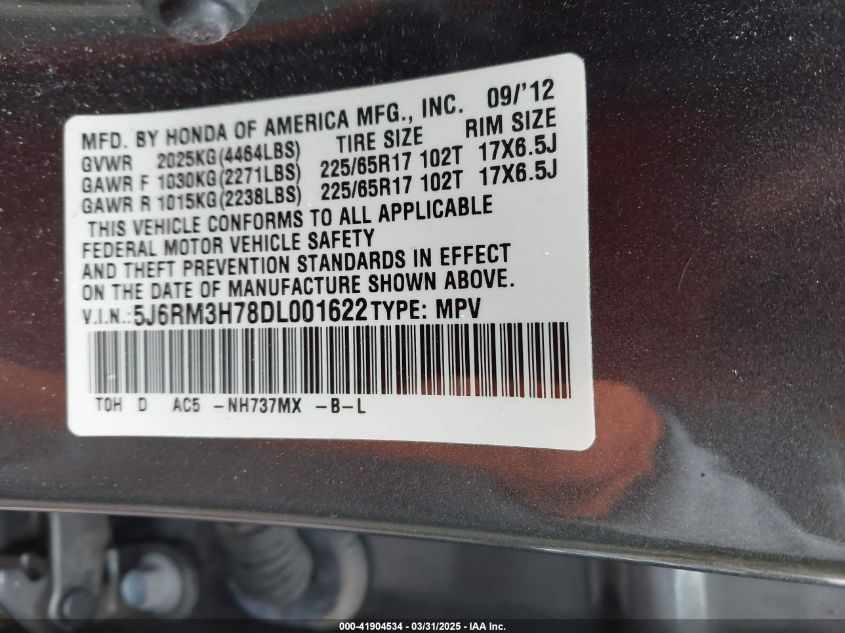 MFD. BY HONDA OF AMERICA MFG., INC. 09/'12
GVWR 2025KG(4464LBS) TIRE SIZE RIM SIZE
GAWR F 1030KG(2271LBS) 225/65R17 102T 17X6.5J
GAWR R 1015KG(2238LBS) 225/65R17 102T 17X6.5J
THIS VEHICLE CONFORMS TO ALL APPLICABLE
FEDERAL MOTOR VEHICLE SAFETY
AND THEFT PREVENTION STANDARDS IN EFFECT
ON THE DATE OF MANUFACTURE SHOWN ABOVE.
V.I.N.:5J6RM3H78DL001622 TYPE: MPV
TOH D AC5 -NH737MX -B-L
000-41904534 - 03/31/2025 - IAA Inc.